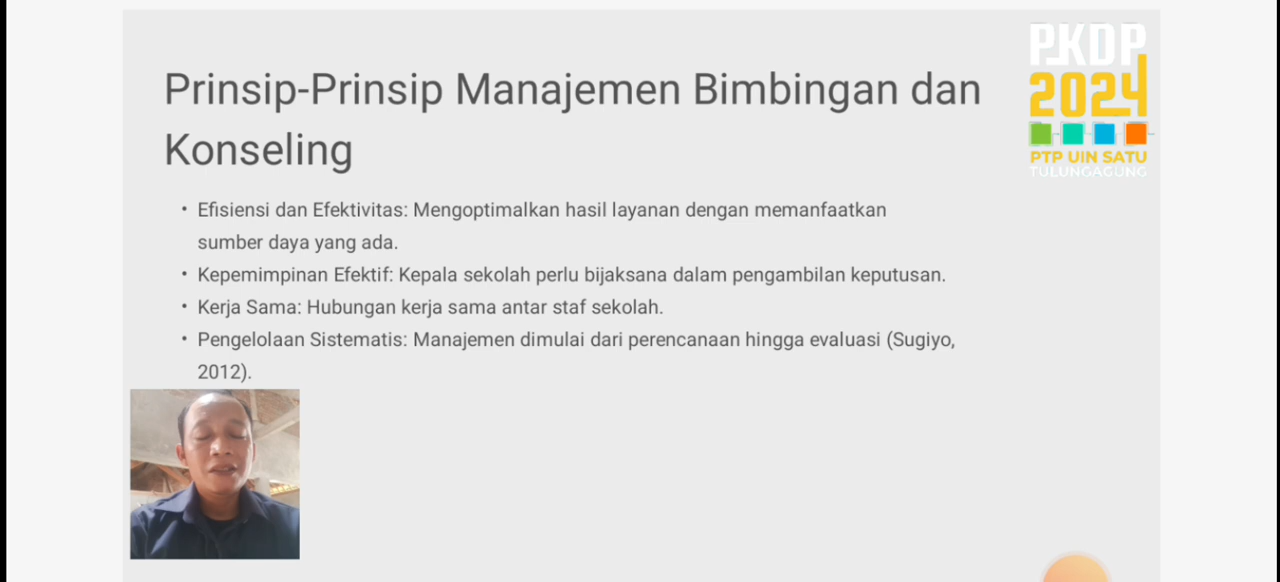 Prinsip-Prinsip Manajemen Bimbingan dan
Konseling
PKDP
2024
PTP UIN SATU
TULUNGAGUNG
• Efisiensi dan Efektivitas: Mengoptimalkan hasil layanan dengan memanfaatkan
sumber daya yang ada.
• Kepemimpinan Efektif: Kepala sekolah perlu bijaksana dalam pengambilan keputusan.
• Kerja Sama: Hubungan kerja sama antar staf sekolah.
• Pengelolaan Sistematis: Manajemen dimulai dari perencanaan hingga evaluasi (Sugiyo,
2012).